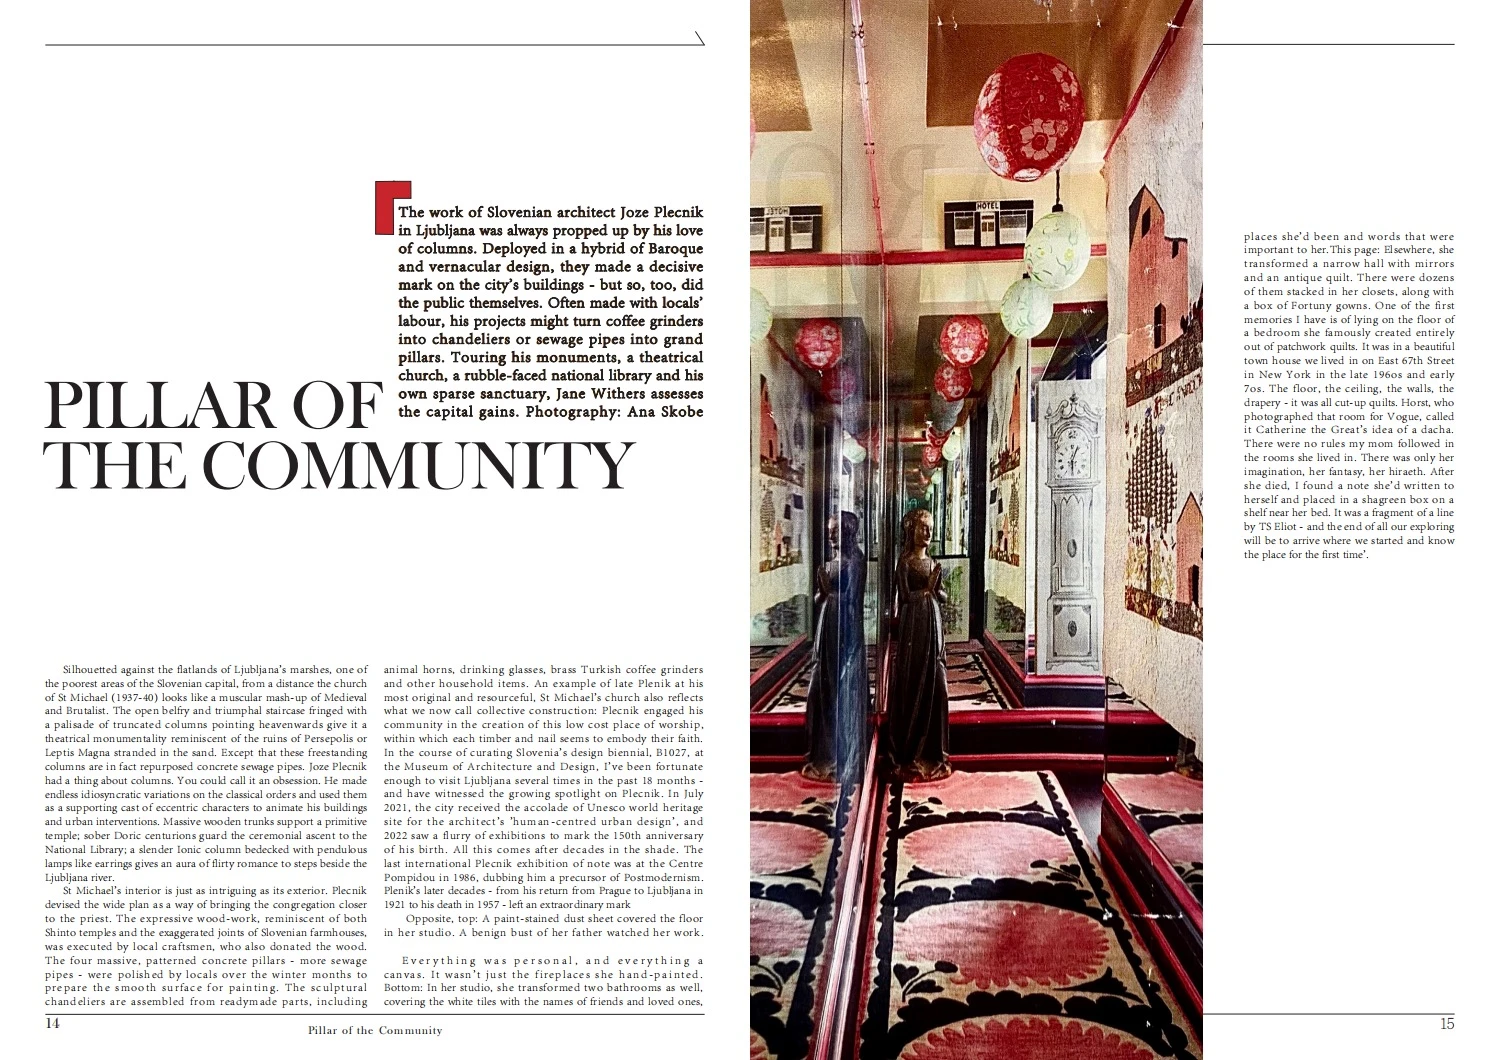 The work of Slovenian architect Joze Plecnik
in Ljubljana was always propped up by his love
of columns. Deployed in a hybrid of Baroque
and vernacular design, they made a decisive
mark on the city's buildings - but so, too, did
the public themselves. Often made with locals'
labour, his projects might turn coffee grinders
into chandeliers or sewage pipes into grand
pillars. Touring his monuments, a theatrical
church, a rubble-faced national library and his
own sparse sanctuary, Jane Withers assesses
the capital gains. Photography: Ana Skobe
PILLAR OF
THE COMMUNITY
Silhouetted against the flatlands of Ljubljana's marshes, one of
the poorest areas of the Slovenian capital, from a distance the church
of St Michael (1937-40) looks like a muscular mash-up of Medieval
and Brutalist. The open belfry and triumphal staircase fringed with
a palisade of truncated columns pointing heavenwards give it a
theatrical monumentality reminiscent of the ruins of Persepolis or
Leptis Magna stranded in the sand. Except that these freestanding
columns are in fact repurposed concrete sewage pipes. Joze Plecnik
had a thing about columns. You could call it an obsession. He made
endless idiosyncratic variations on the classical orders and used them
as a supporting cast of eccentric characters to animate his buildings
and urban interventions. Massive wooden trunks support a primitive
temple; sober Doric centurions guard the ceremonial ascent to the
National Library; a slender Ionic column bedecked with pendulous
lamps like earrings gives an aura of flirty romance to steps beside the
Ljubljana river.
St Michael's interior is just as intriguing as its exterior. Plecnik
devised the wide plan as a way of bringing the congregation closer
to the priest. The expressive wood-work, reminiscent of both
Shinto temples and the exaggerated joints of Slovenian farmhouses,
was executed by local craftsmen, who also donated the wood.
The four massive, patterned concrete pillars - more sewage
pipes - were polished by locals over the winter months to
prepare the smooth surface for painting. The sculptural
chandeliers are assembled from readymade parts, including
animal horns, drinking glasses, brass Turkish coffee grinders
and other household items. An example of late Plenik at his
most original and resourceful, St Michael's church also reflects
what we now call collective construction: Plecnik engaged his
community in the creation of this low cost place of worship,
within which each timber and nail seems to embody their faith.
In the course of curating Slovenia's design biennial, B1027, at
the Museum of Architecture and Design, I've been fortunate
enough to visit Ljubljana several times in the past 18 months -
and have witnessed the growing spotlight on Plecnik. In July
2021, the city received the accolade of Unesco world heritage
site for the architect's 'human-centred urban design', and
2022 saw a flurry of exhibitions to mark the 150th anniversary
of his birth. All this comes after decades in the shade. The
last international Plecnik exhibition of note was at the Centre
Pompidou in 1986, dubbing him a precursor of Postmodernism.
Plenik's later decades - from his return from Prague to Ljubljana in
1921 to his death in 1957 - left an extraordinary mark
Opposite, top: A paint-stained dust sheet covered the floor
in her studio. A benign bust of her father watched her work.
Everything was personal, and everything a
canvas. It wasn't just the fireplaces she hand-painted.
Bottom: In her studio, she transformed two bathrooms as well,
covering the white tiles with the names of friends and loved ones,
14
Pillar of the Community
HOTEL
places she'd been and words that were
important to her.This page: Elsewhere, she
transformed a narrow hall with mirrors
and an antique quilt. There were dozens
of them stacked in her closets, along with
a box of Fortuny gowns. One of the first
memories I have is of lying on the floor of
a bedroom she famously created entirely
out of patchwork quilts. It was in a beautiful
town house we lived in on East 67th Street
in New York in the late 196os and early
7os. The floor, the ceiling, the walls, the
drapery - it was all cut-up quilts. Horst, who
photographed that room for Vogue, called
it Catherine the Great's idea of a dacha.
There were no rules my mom followed in
the rooms she lived in. There was only her
imagination, her fantasy, her hiraeth. After
she died, I found a note she'd written to
herself and placed in a shagreen box on a
shelf near her bed. It was a fragment of a line
by TS Eliot - and the end of all our exploring
will be to arrive where we started and know
the place for the first time'.
15